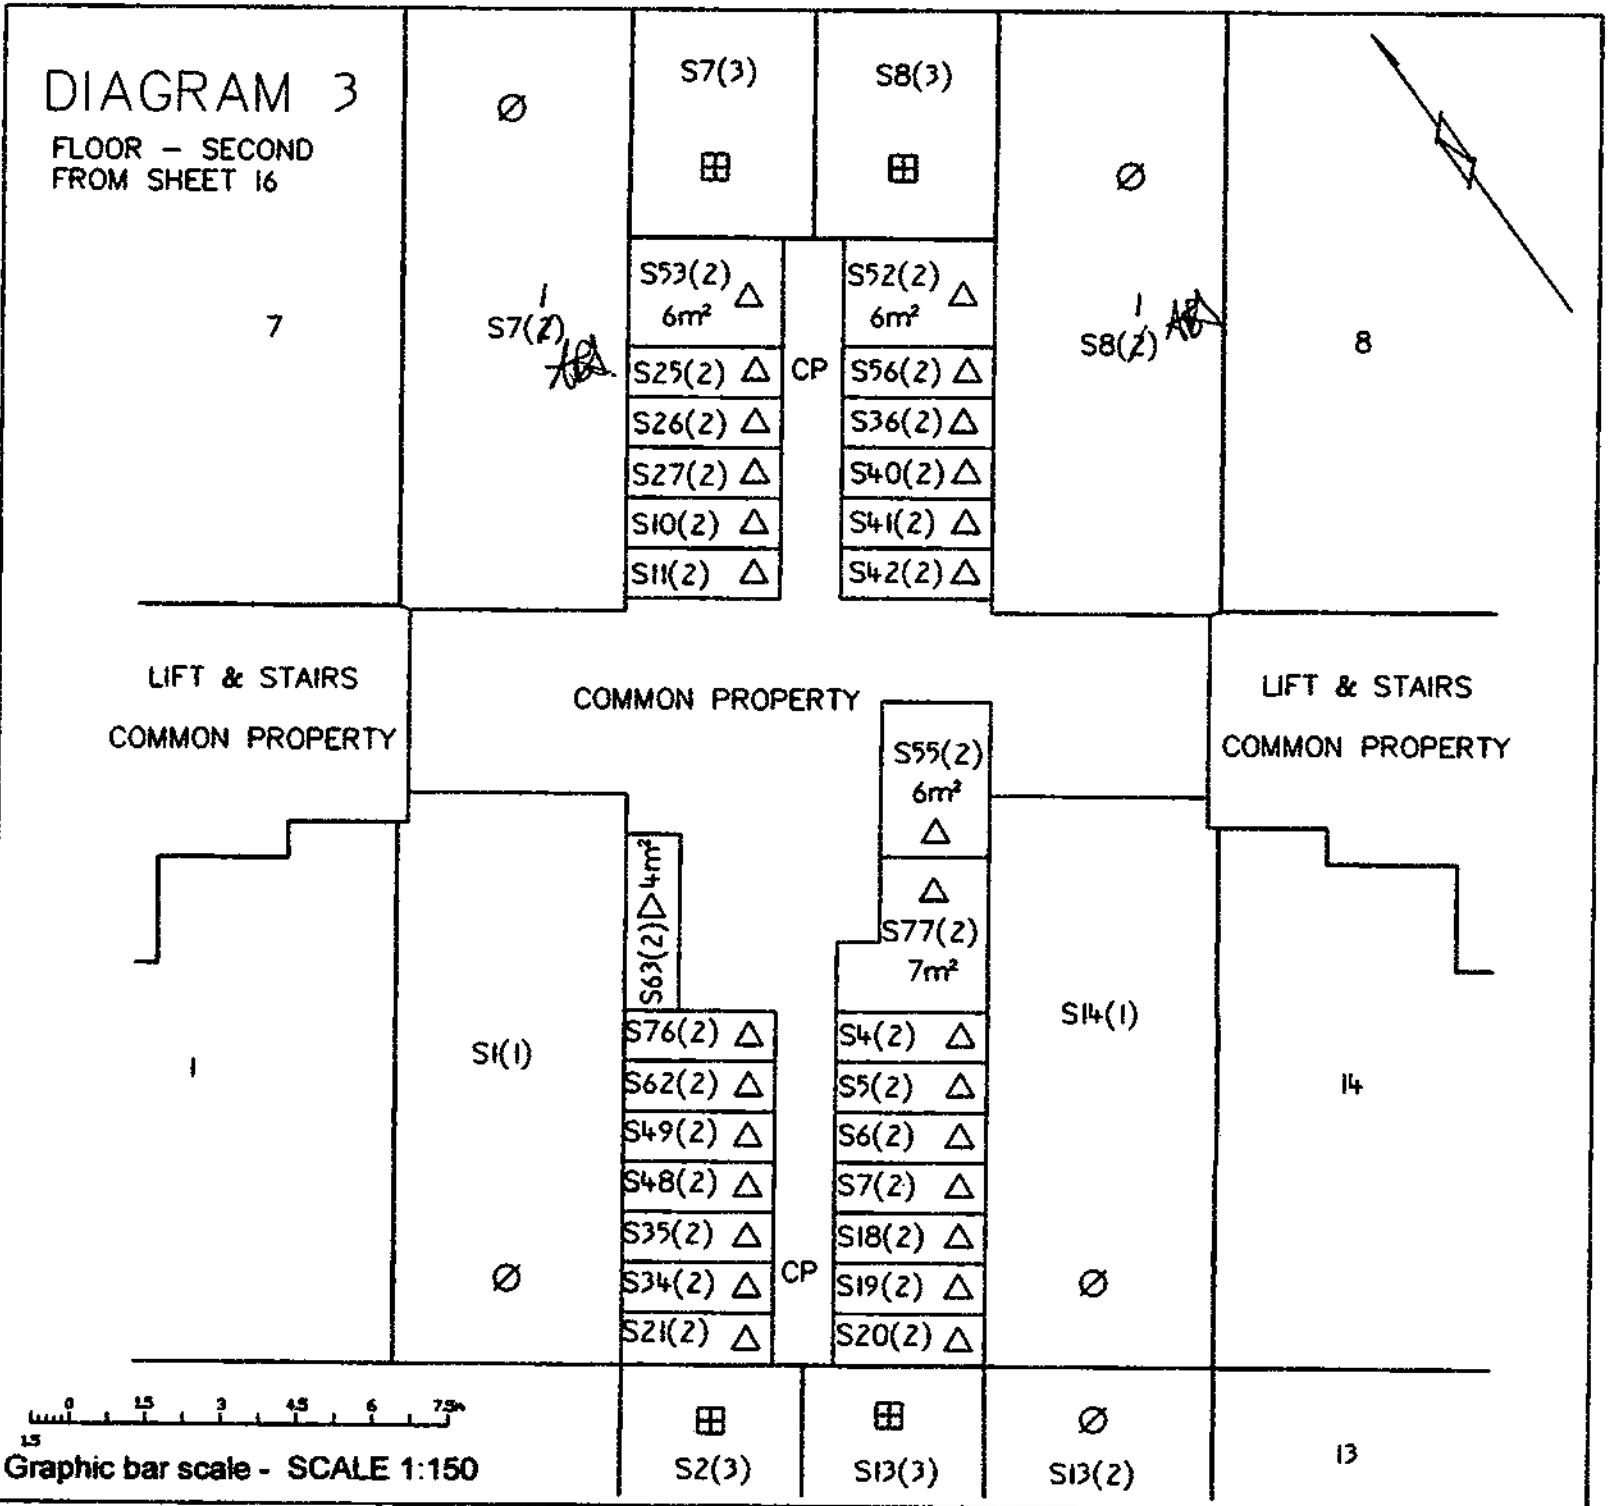 DIAGRAM 3
FLOOR – SECOND
FROM SHEET 16
S7(3)
S8(3)
Ø
Ø
7
1
S7(2)
S53(2)
6m²
S25(2)
S26(2)
S27(2)
S10(2)
S11(2)
CP
S52(2)
6m²
S56(2)
S36(2)
S40(2)
S41(2)
S42(2)
1
S8(2)
8
LIFT & STAIRS
COMMON PROPERTY
COMMON PROPERTY
LIFT & STAIRS
COMMON PROPERTY
S55(2)
6m²
S77(2)
7m²
S63(2) 4m²
1
S1(1)
Ø
S76(2)
S62(2)
S49(2)
S48(2)
S35(2)
S34(2)
S21(2)
CP
S4(2)
S5(2)
S6(2)
S7(2)
S18(2)
S19(2)
S20(2)
S14(1)
Ø
14
0 1.5 3 4.5 6 7.5m
1.5
Graphic bar scale - SCALE 1:150
S2(3)
S13(3)
Ø
S13(2)
13